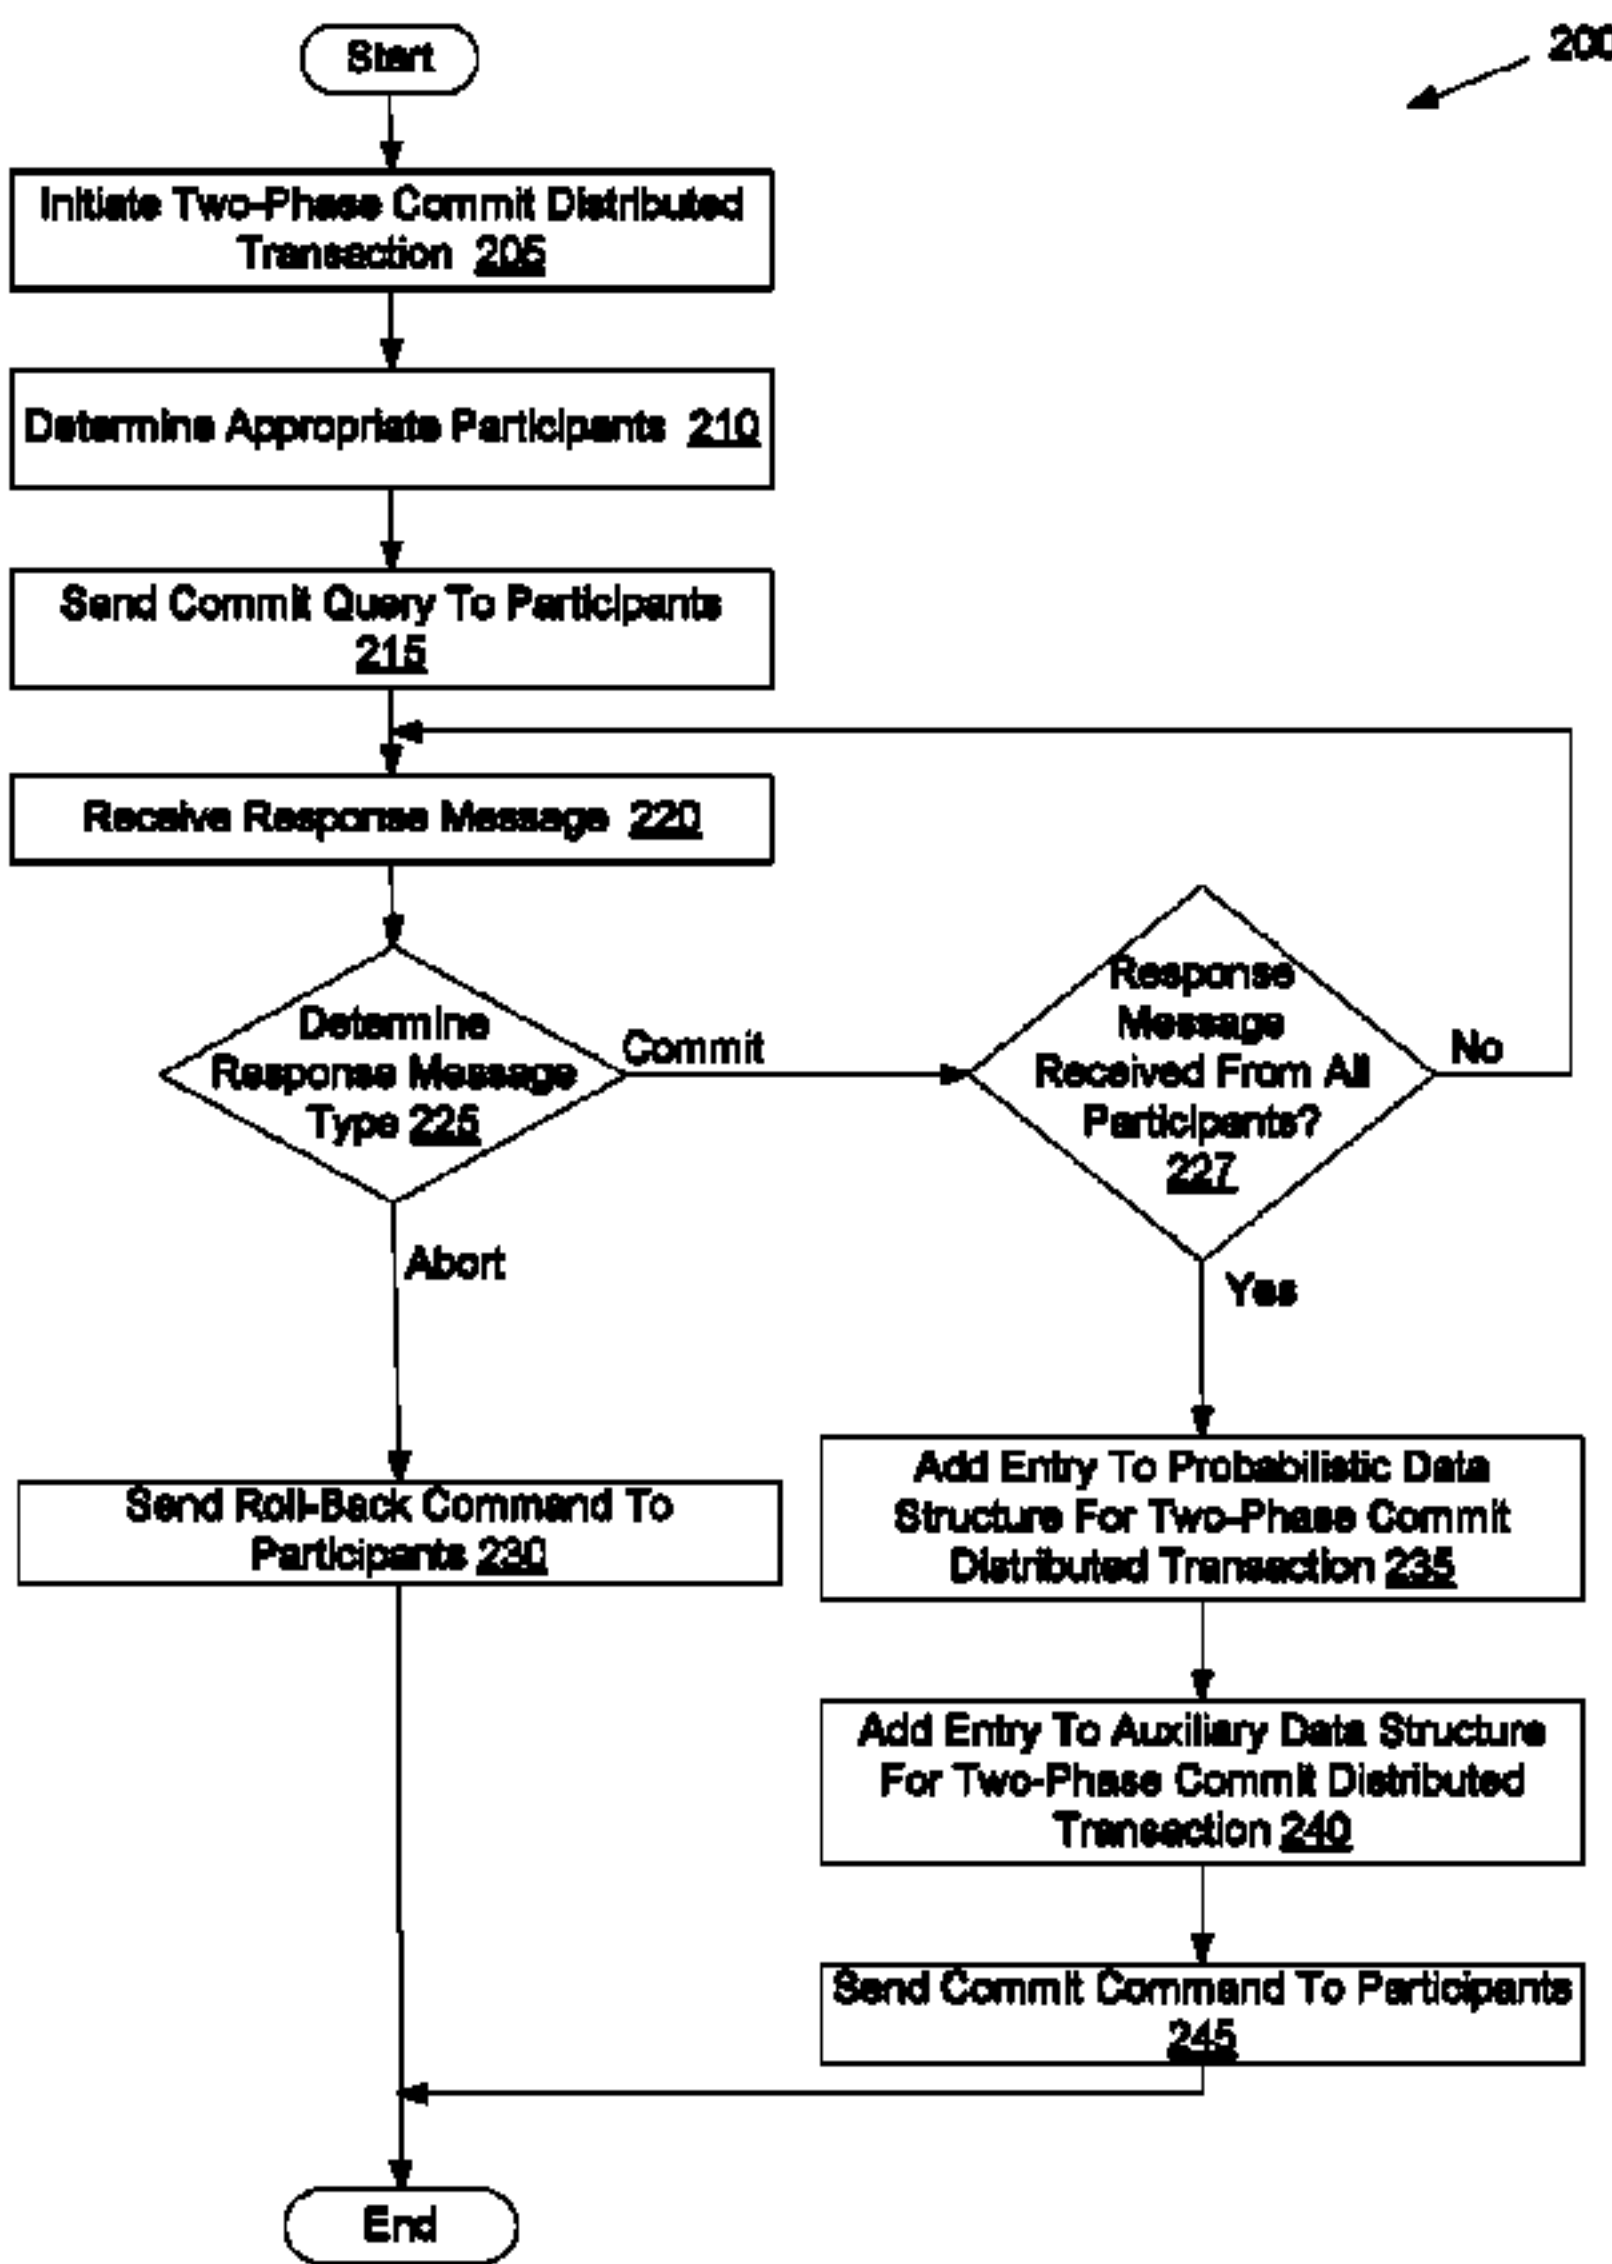 Start
200
Initiate Two-Phase Commit Distributed
Transaction 205
Determine Appropriate Participants 210
Send Commit Query To Participants
215
Receive Response Message 220
Determine
Response Message
Type 225
Commit
Response
Message
Received From All
Participants?
227
No
Abort
Yes
Send Roll-Back Command To
Participants 230
Add Entry To Probabilistic Data
Structure For Two-Phase Commit
Distributed Transaction 235
Add Entry To Auxiliary Data Structure
For Two-Phase Commit Distributed
Transaction 240
Send Commit Command To Participants
245
End